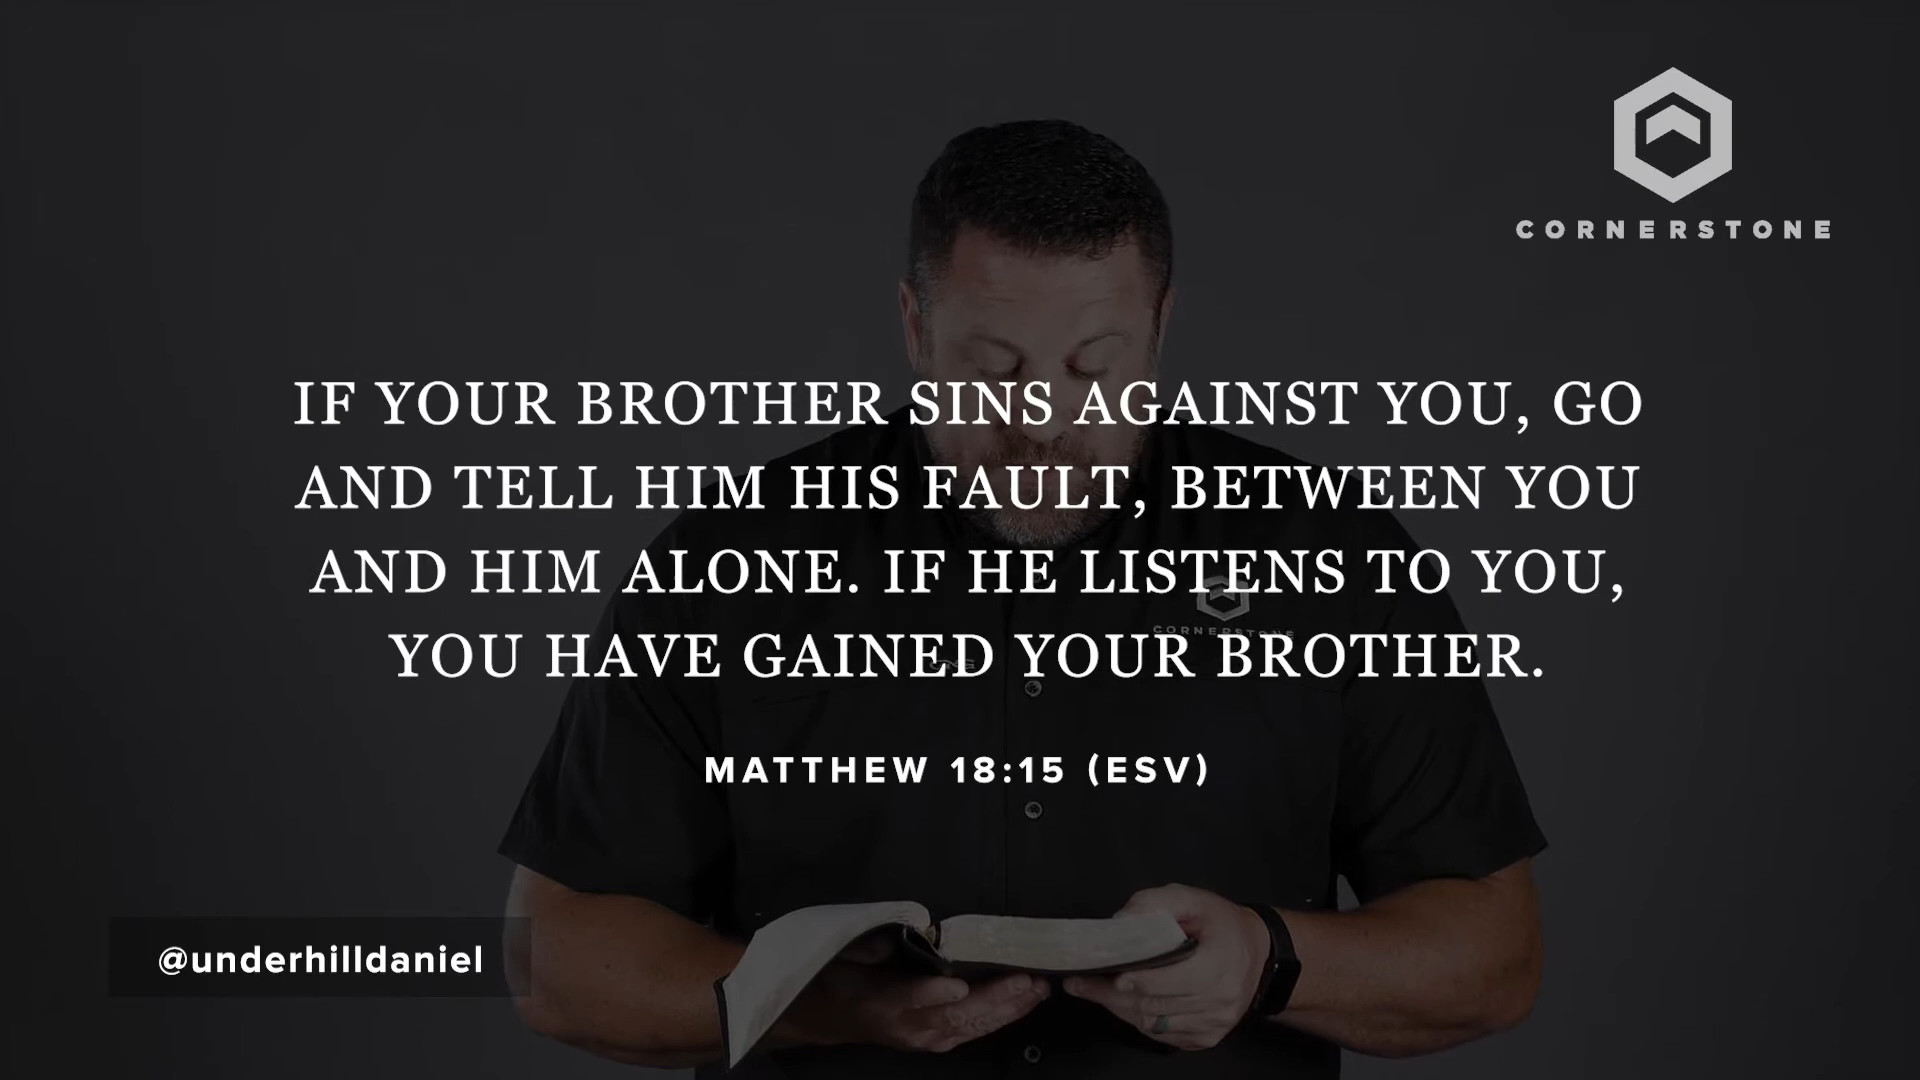 CORNERSTONE
IF YOUR BROTHER SINS AGAINST YOU, GO
AND TELL HIM HIS FAULT, BETWEEN YOU
AND HIM ALONE. IF HE LISTENS TO YOU,
CORNERSTONE
YOU HAVE GAINED YOUR BROTHER.
MATTHEW 18:15 (ESV)
@underhilldaniel